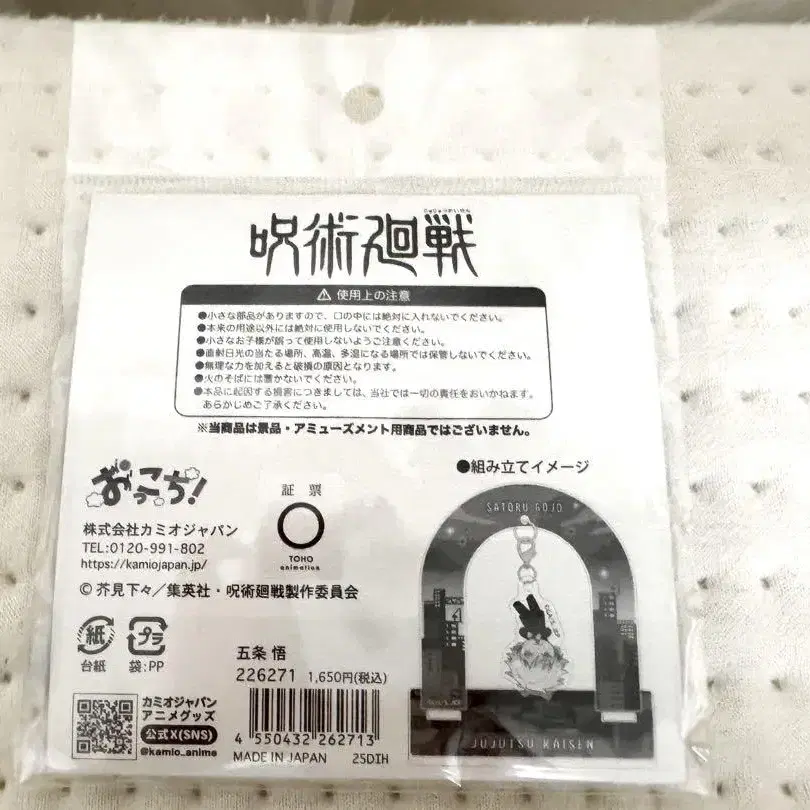 じゅじゅつかいせん
呪術廻戦
⚠ 使用上の注意
●小さな部品がありますので、口の中には絶対に入れないでください。
●本来の用途以外には絶対に使用しないでください。
●小さなお子様が誤って使用しないようご注意ください。
●直射日光の当たる場所、高温、多湿になる場所では保管しないでください。
●無理な力を加えると破損の原因となります。
●火のそばには置かないでください。
●本品に起因する損害につきましては、当社では一切の責任をおいかねます。
あらかじめご了承ください。
※当商品は景品・アミューズメント用商品ではございません。
おっこち!
株式会社カミオジャパン
TEL:0120-991-802
https://kamiojapan.jp/
証票
TOHO
animation
©芥見下々/集英社・呪術廻戦製作委員会
紙
台紙
プラ
袋:PP
カミオジャパン
アニメグッズ
公式X(SNS)
@kamio_anime
五条 悟
226271 1,650円(税込)
4 550432 262713
MADE IN JAPAN 25DIH
●組み立てイメージ
SATORU GOJO
JUJUTSU KAISEN